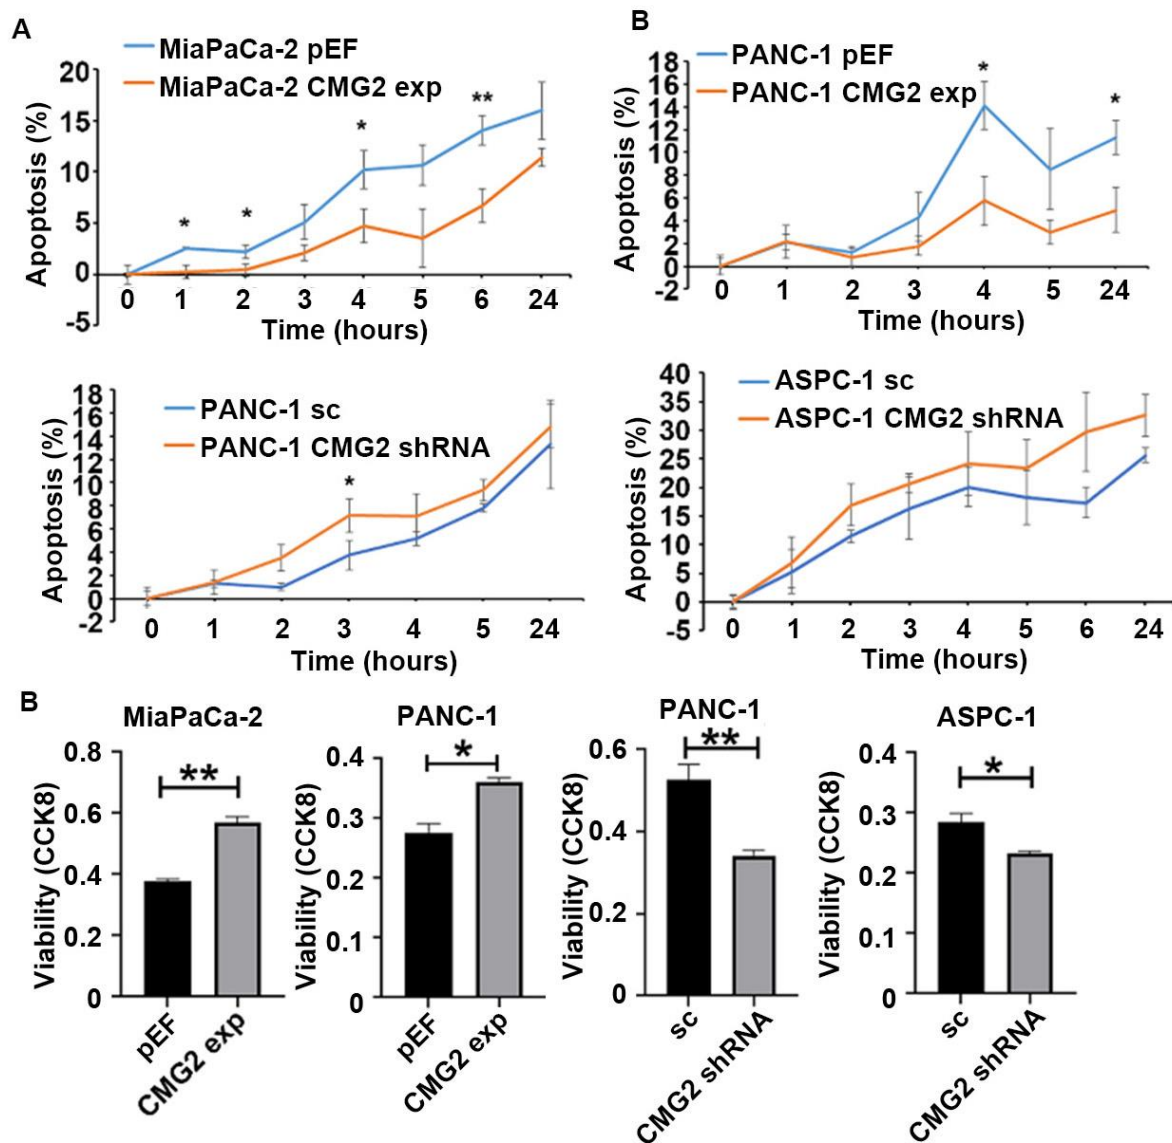 A
MiaPaCa-2 pEF
MiaPaCa-2 CMG2 exp
Apoptosis (%)
20
15
10
5
0
-5
*
*
*
**
0 1 2 3 4 5 6 24
Time (hours)
B
PANC-1 pEF
PANC-1 CMG2 exp
Apoptosis (%)
18
16
14
12
10
8
6
4
2
0
-2
*
*
0 1 2 3 4 5 24
Time (hours)
PANC-1 sc
PANC-1 CMG2 shRNA
Apoptosis (%)
18
16
14
12
10
8
6
4
2
0
-2
*
0 1 2 3 4 5 24
Time (hours)
ASPC-1 sc
ASPC-1 CMG2 shRNA
Apoptosis (%)
40
35
30
25
20
15
10
5
0
-5
0 1 2 3 4 5 6 24
Time (hours)
B
MiaPaCa-2
Viability (CCK8)
0.8
0.6
0.4
0.2
0
**
pEF
CMG2 exp
PANC-1
Viability (CCK8)
0.4
0.3
0.2
0.1
0
*
pEF
CMG2 exp
PANC-1
Viability (CCK8)
0.6
0.4
0.2
0
**
sc
CMG2 shRNA
ASPC-1
Viability (CCK8)
0.4
0.3
0.2
0.1
0
*
sc
CMG2 shRNA